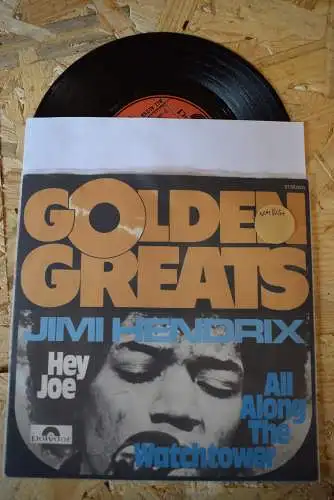 GOLDEN
GREATS
JIMI HENDRIX
Hey
Joe
All
Along
The
Watchtower
polydor